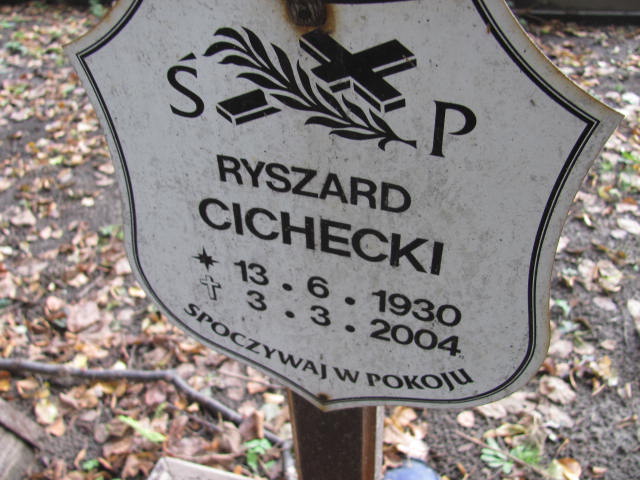 Ś P
RYSZARD
CICHECKI
13 . 6 . 1930
3 . 3 . 2004
SPOCZYWAJ W POKOJU